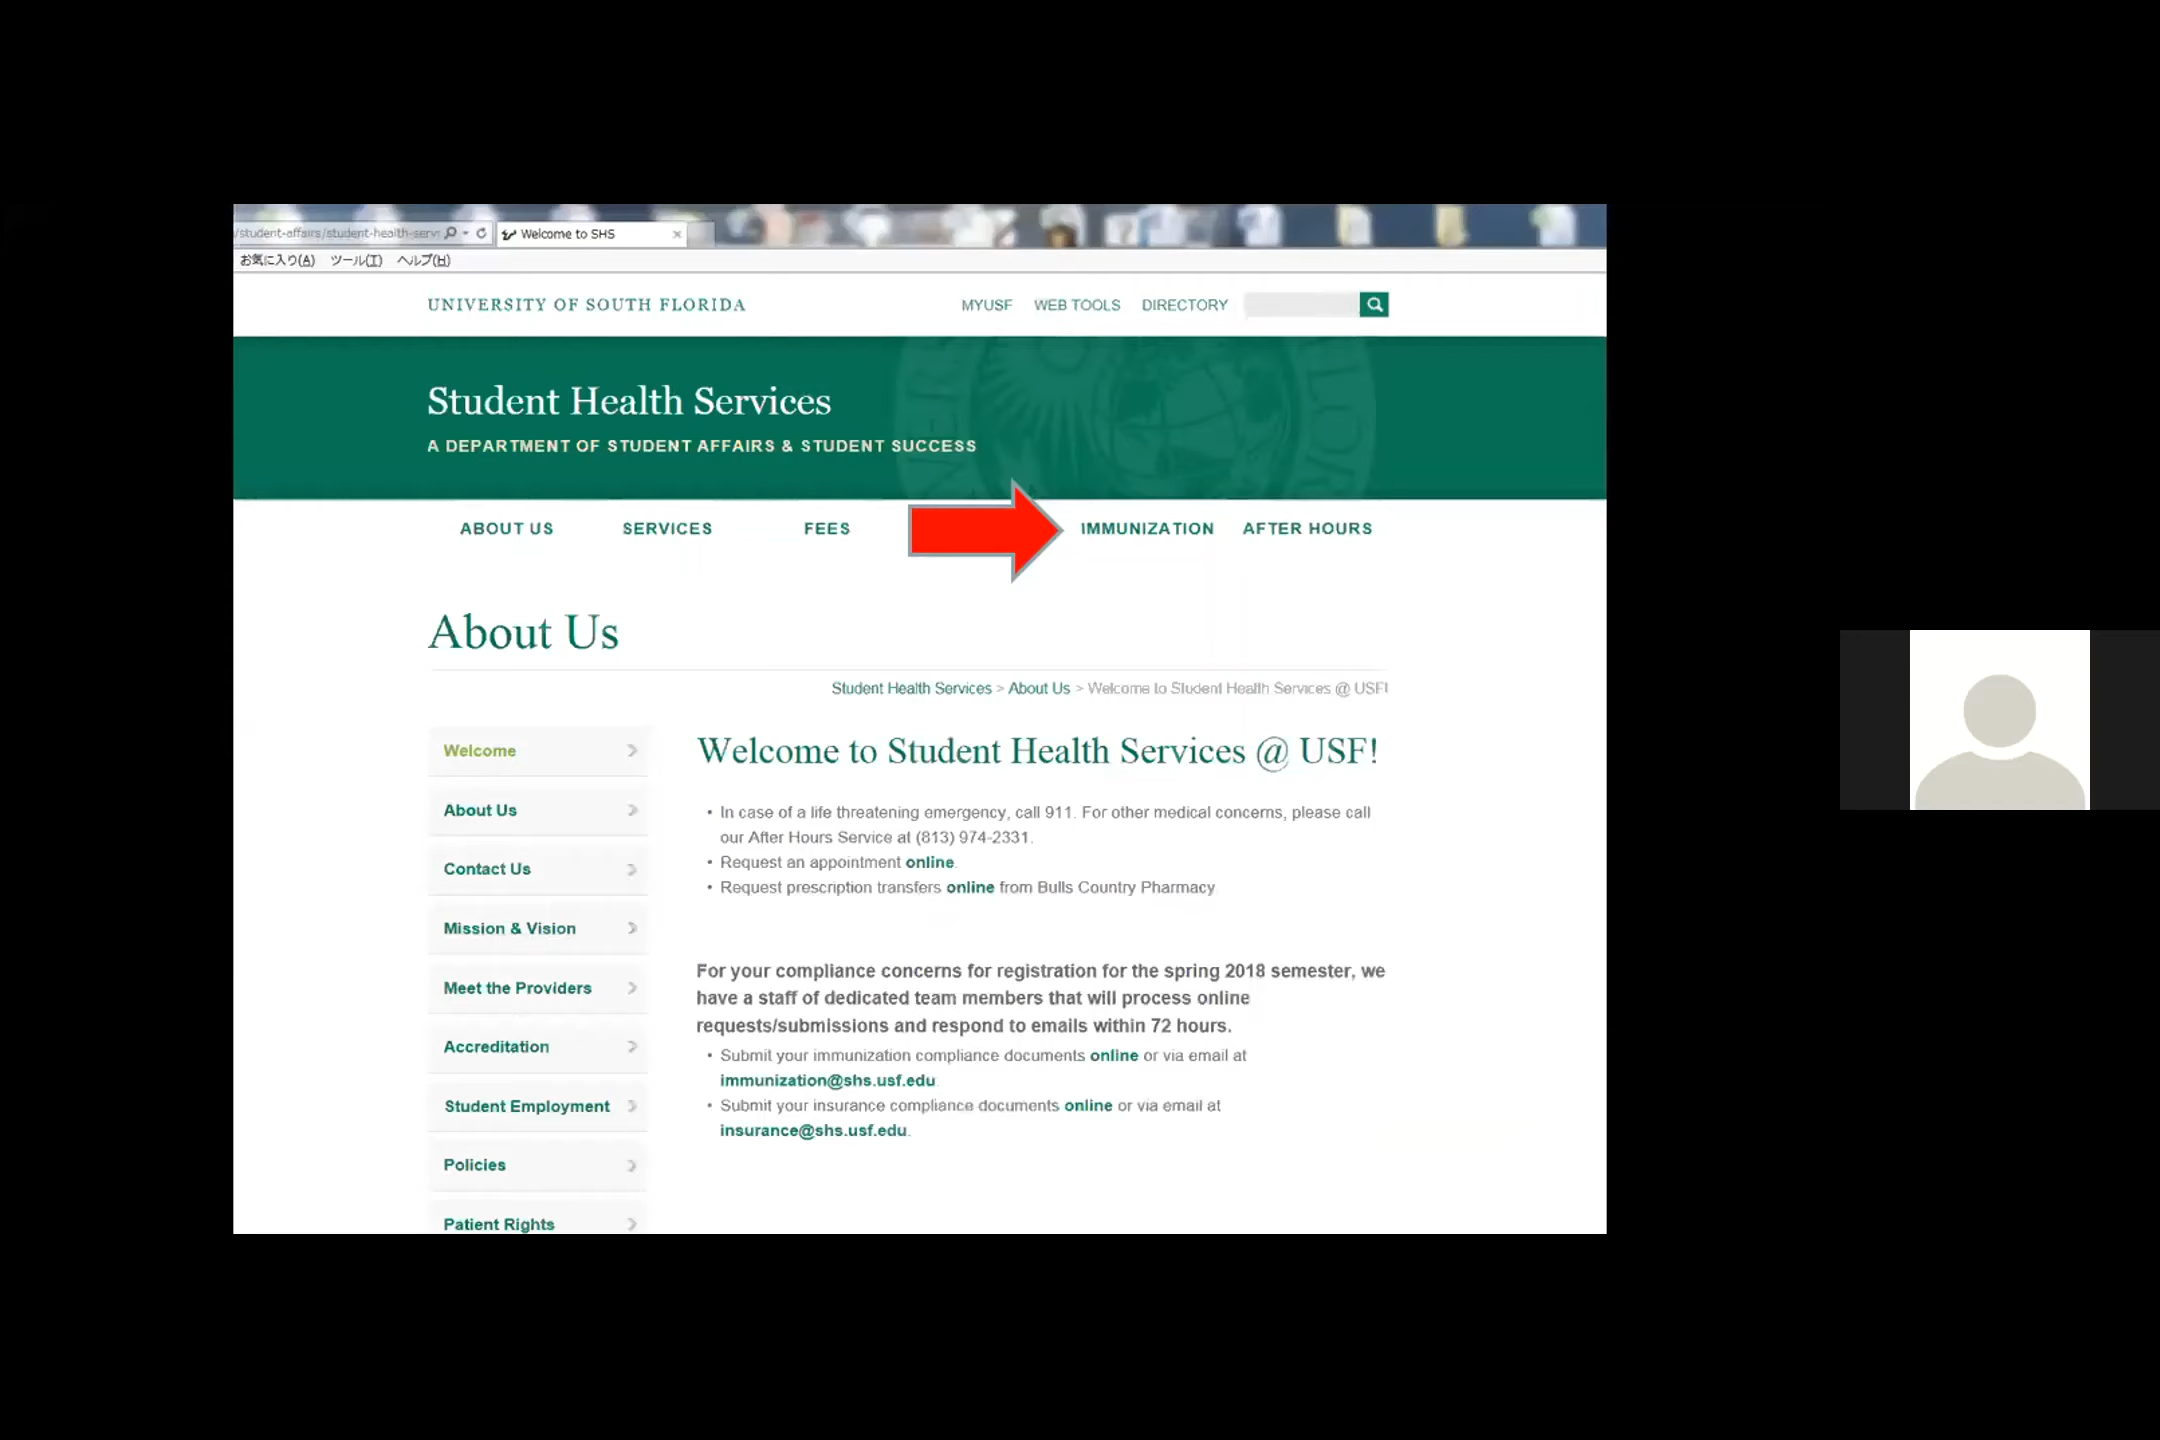 /student-affairs/student-health-serv
Welcome to SHS
お気に入り(A) ツール(T) ヘルプ(H)
UNIVERSITY OF SOUTH FLORIDA
MYUSF WEB TOOLS DIRECTORY
Student Health Services
A DEPARTMENT OF STUDENT AFFAIRS & STUDENT SUCCESS
ABOUT US SERVICES FEES IMMUNIZATION AFTER HOURS
About Us
Student Health Services > About Us > Welcome to Student Health Services @ USF!
Welcome
About Us
Contact Us
Mission & Vision
Meet the Providers
Accreditation
Student Employment
Policies
Patient Rights
Welcome to Student Health Services @ USF!
• In case of a life threatening emergency, call 911. For other medical concerns, please call
our After Hours Service at (813) 974-2331.
• Request an appointment online.
• Request prescription transfers online from Bulls Country Pharmacy
For your compliance concerns for registration for the spring 2018 semester, we
have a staff of dedicated team members that will process online
requests/submissions and respond to emails within 72 hours.
• Submit your immunization compliance documents online or via email at
immunization@shs.usf.edu
• Submit your insurance compliance documents online or via email at
insurance@shs.usf.edu.